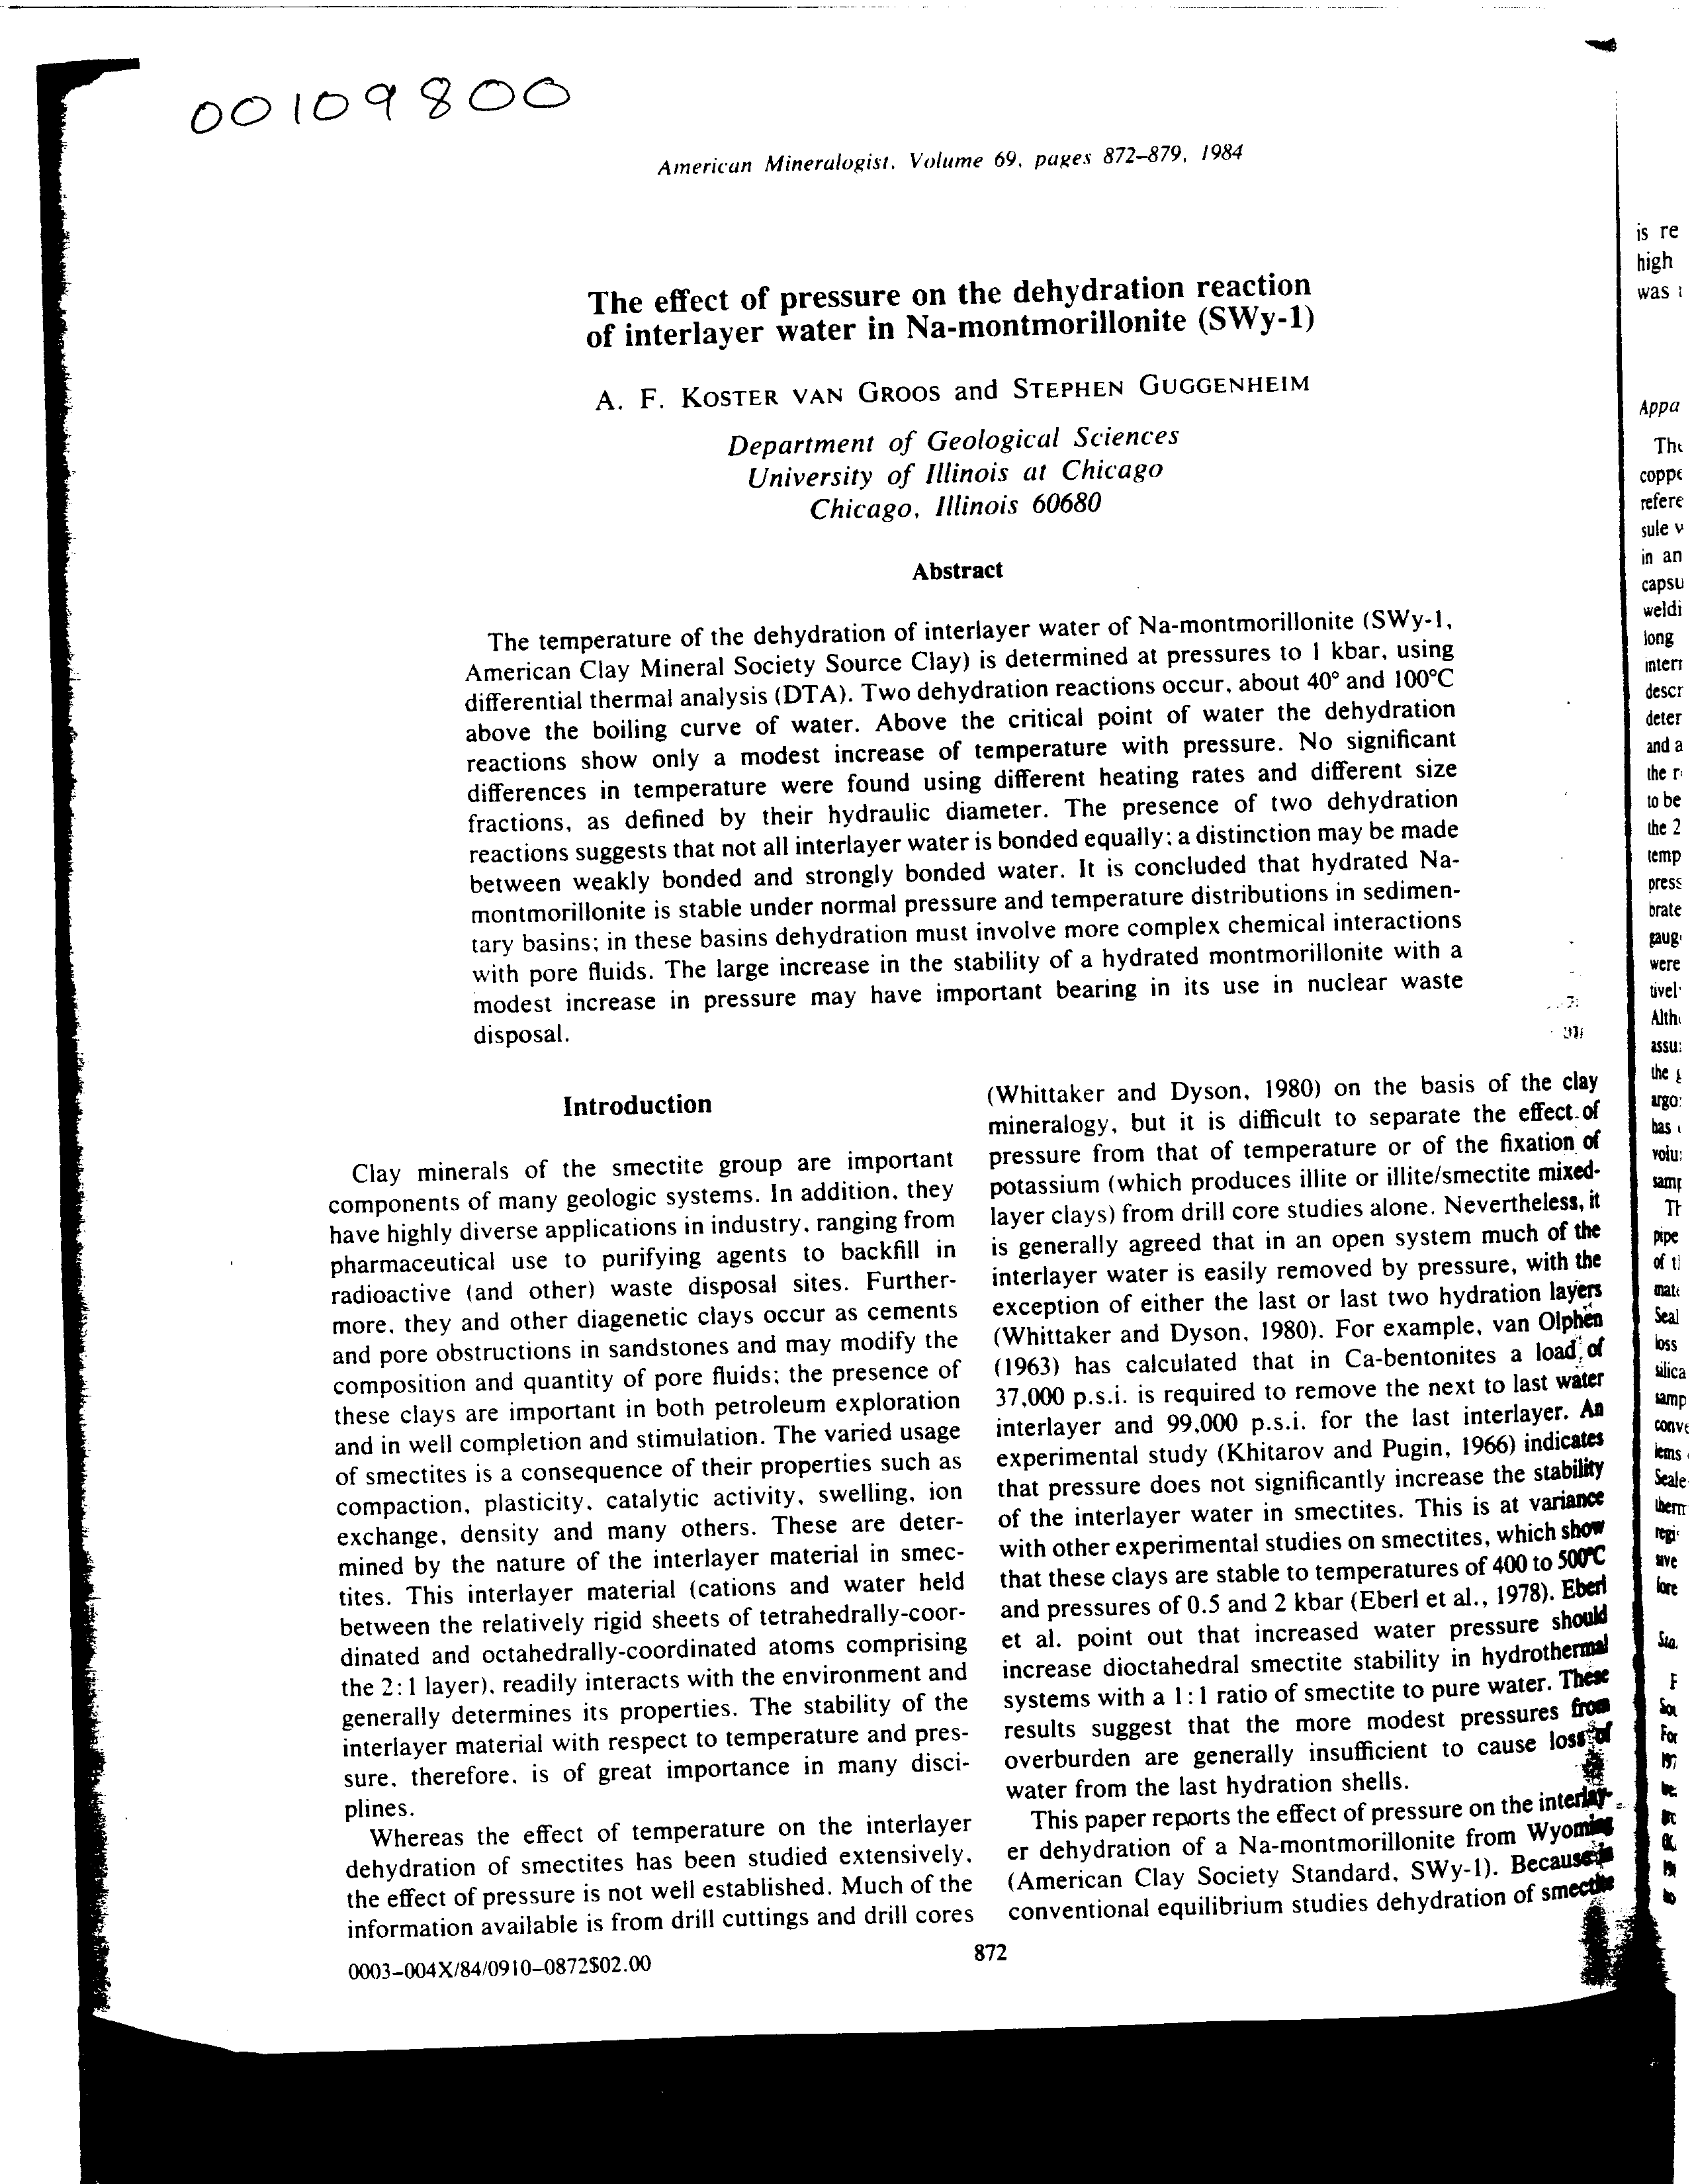 00109800
American Mineralogist, Volume 69, pages 872–879, 1984
The effect of pressure on the dehydration reaction
of interlayer water in Na-montmorillonite (SWy-1)
A. F. KOSTER VAN GROOS and STEPHEN GUGGENHEIM
Department of Geological Sciences
University of Illinois at Chicago
Chicago, Illinois 60680
Abstract
The temperature of the dehydration of interlayer water of Na-montmorillonite (SWy-1,
American Clay Mineral Society Source Clay) is determined at pressures to 1 kbar, using
differential thermal analysis (DTA). Two dehydration reactions occur, about 40° and 100°C
above the boiling curve of water. Above the critical point of water the dehydration
reactions show only a modest increase of temperature with pressure. No significant
differences in temperature were found using different heating rates and different size
fractions, as defined by their hydraulic diameter. The presence of two dehydration
reactions suggests that not all interlayer water is bonded equally; a distinction may be made
between weakly bonded and strongly bonded water. It is concluded that hydrated Na-
montmorillonite is stable under normal pressure and temperature distributions in sedimen-
tary basins; in these basins dehydration must involve more complex chemical interactions
with pore fluids. The large increase in the stability of a hydrated montmorillonite with a
modest increase in pressure may have important bearing in its use in nuclear waste
disposal.
Introduction
Clay minerals of the smectite group are important
components of many geologic systems. In addition, they
have highly diverse applications in industry, ranging from
pharmaceutical use to purifying agents to backfill in
radioactive (and other) waste disposal sites. Further-
more, they and other diagenetic clays occur as cements
and pore obstructions in sandstones and may modify the
composition and quantity of pore fluids; the presence of
these clays are important in both petroleum exploration
and in well completion and stimulation. The varied usage
of smectites is a consequence of their properties such as
compaction, plasticity, catalytic activity, swelling, ion
exchange, density and many others. These are deter-
mined by the nature of the interlayer material in smec-
tites. This interlayer material (cations and water held
between the relatively rigid sheets of tetrahedrally-coor-
dinated and octahedrally-coordinated atoms comprising
the 2:1 layer), readily interacts with the environment and
generally determines its properties. The stability of the
interlayer material with respect to temperature and pres-
sure, therefore, is of great importance in many disci-
plines.
Whereas the effect of temperature on the interlayer
dehydration of smectites has been studied extensively,
the effect of pressure is not well established. Much of the
information available is from drill cuttings and drill cores
(Whittaker and Dyson, 1980) on the basis of the clay
mineralogy, but it is difficult to separate the effect of
pressure from that of temperature or of the fixation of
potassium (which produces illite or illite/smectite mixed-
layer clays) from drill core studies alone. Nevertheless, it
is generally agreed that in an open system much of the
interlayer water is easily removed by pressure, with the
exception of either the last or last two hydration layers
(Whittaker and Dyson, 1980). For example, van Olphen
(1963) has calculated that in Ca-bentonites a load of
37,000 p.s.i. is required to remove the next to last water
interlayer and 99,000 p.s.i. for the last interlayer. An
experimental study (Khitarov and Pugin, 1966) indicates
that pressure does not significantly increase the stability
of the interlayer water in smectites. This is at variance
with other experimental studies on smectites, which show
that these clays are stable to temperatures of 400 to 500°C
and pressures of 0.5 and 2 kbar (Eberl et al., 1978). Eberl
et al. point out that increased water pressure should
increase dioctahedral smectite stability in hydrothermal
systems with a 1:1 ratio of smectite to pure water. These
results suggest that the more modest pressures from
overburden are generally insufficient to cause loss of
water from the last hydration shells.
This paper reports the effect of pressure on the interlay-
er dehydration of a Na-montmorillonite from Wyoming
(American Clay Society Standard, SWy-1). Because in
conventional equilibrium studies dehydration of smectite
0003–004X/84/0910–0872$02.00
872
is re
high
was
Appa
The
coppe
refere
sule v
in an
capsu
weldi
long
interr
descr
deter
and a
the r
to be
the 2
temp
press
brate
gaug
were
tivel
Alth
assu
the g
argo
has
volu
samp
pipe
of t
mate
Seal
loss
silica
samp
conve
lems
Seale
therm
regi